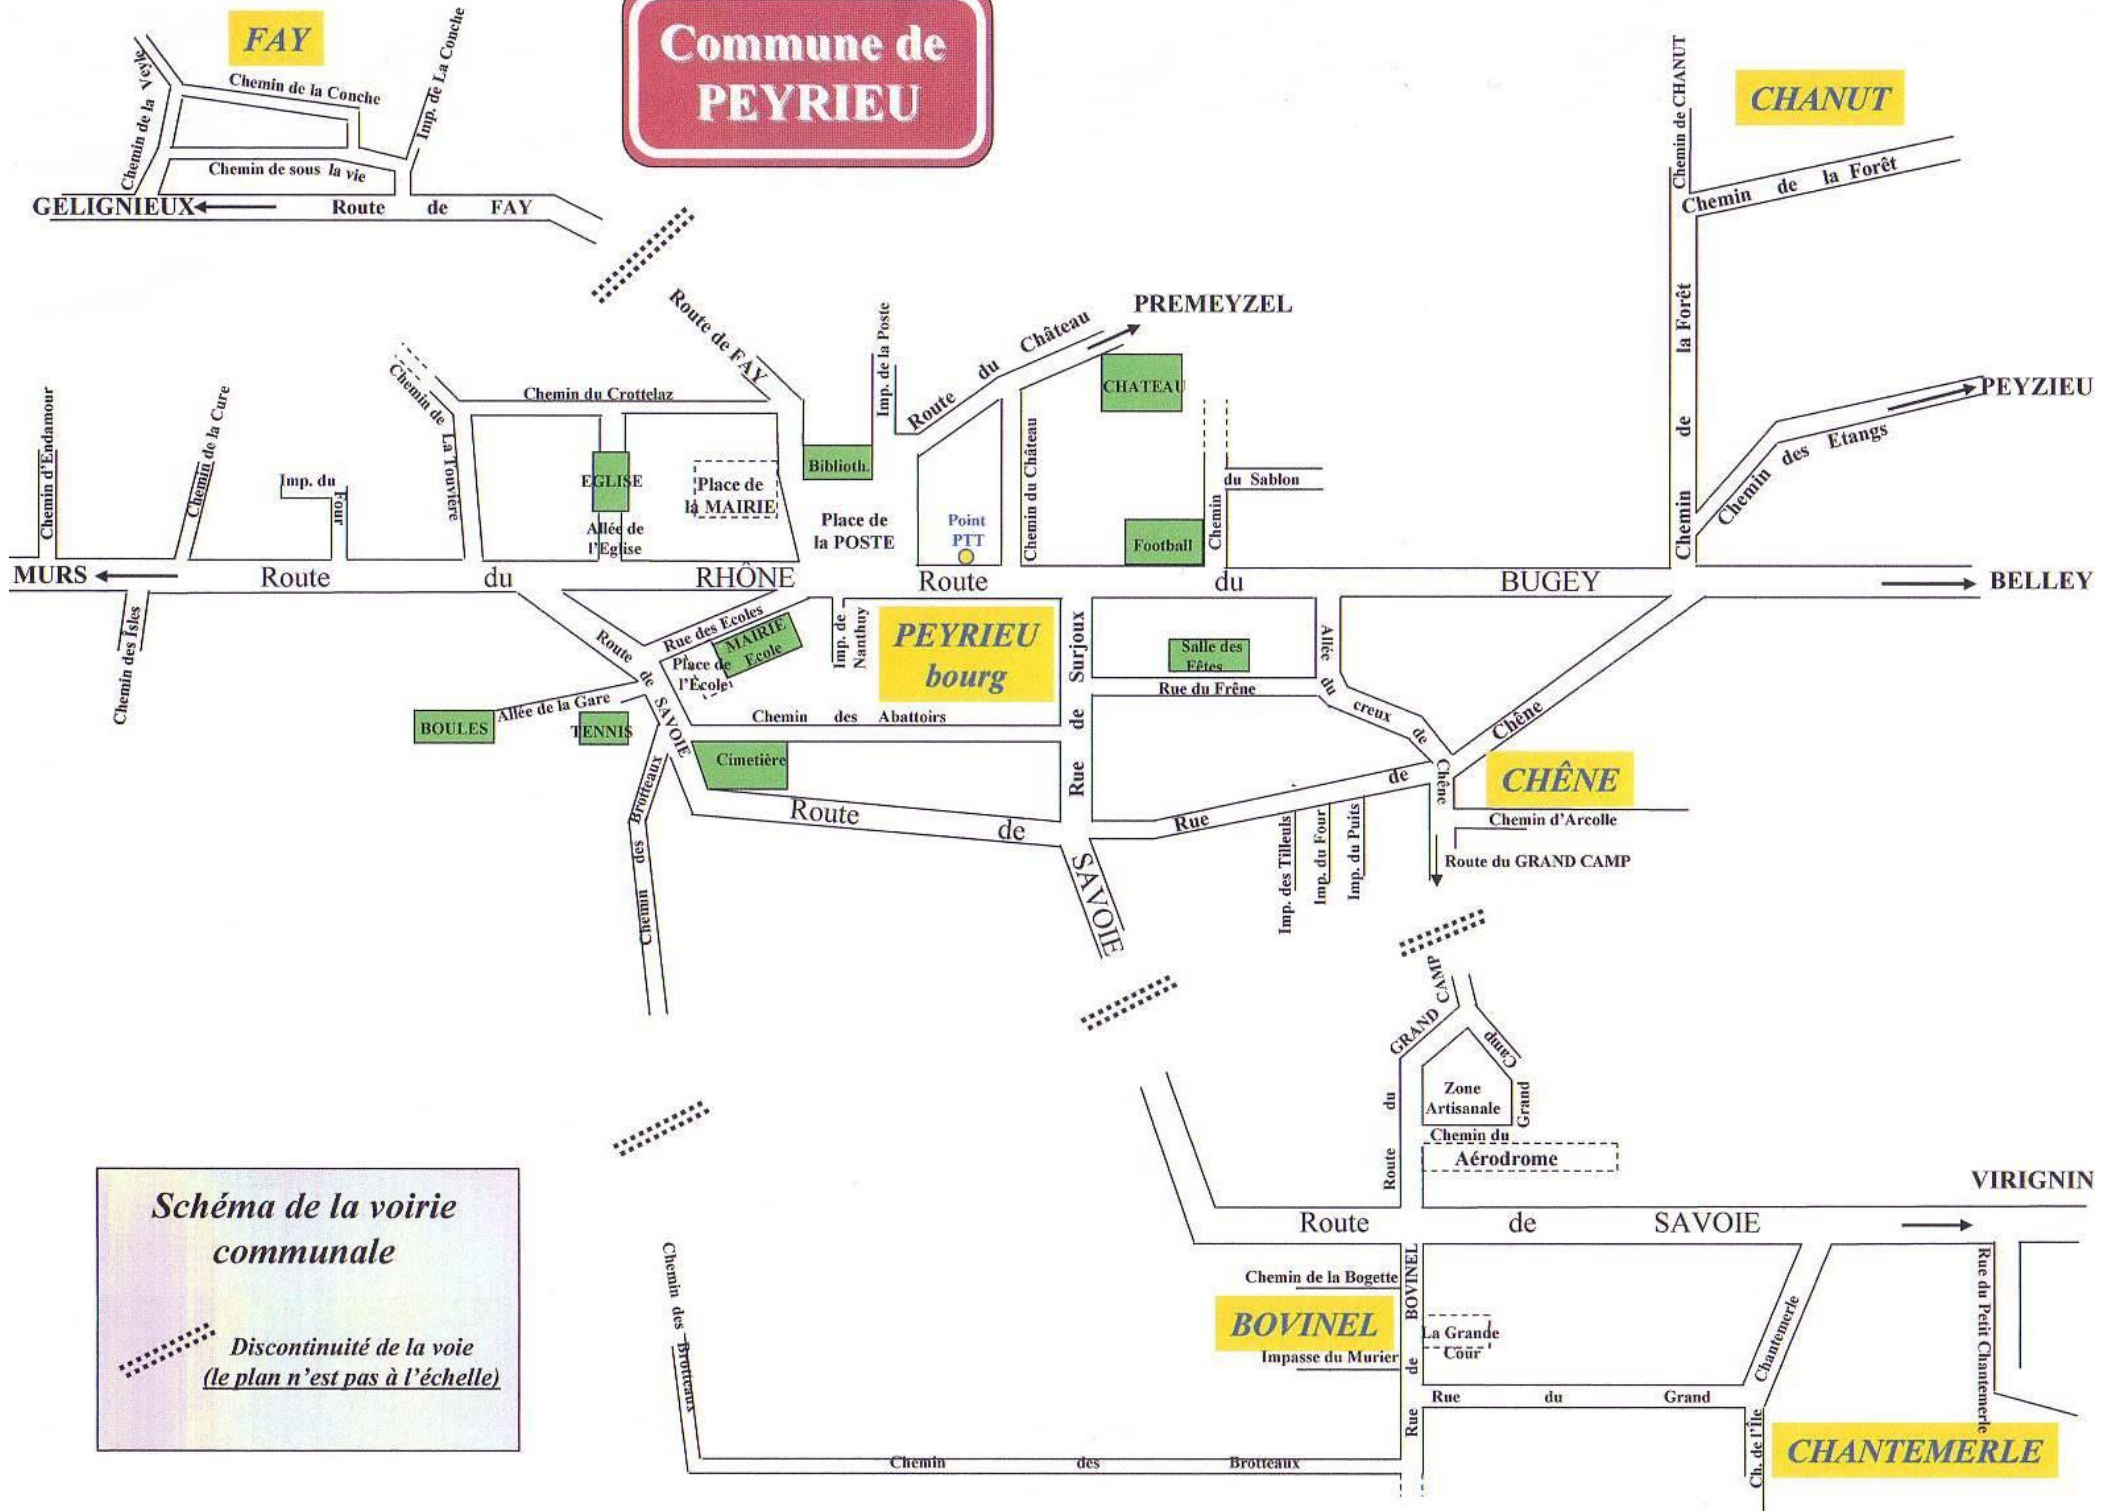 Commune de
PEYRIEU
FAY
Chemin de la Veyle
Chemin de la Conche
Imp. de La Conche
Chemin de sous la vie
GELIGNIEUX
Route de FAY
CHANUT
Chemin de CHANUT
Chemin de la Forêt
Chemin de la Forêt
PEYZIEU
Chemin des Etangs
PREMEYZEL
Route du Château
Route de FAY
Imp. de la Poste
CHATEAU
Chemin du Château
Chemin du Sablon
Football
Biblioth.
Place de
la POSTE
Point
PTT
Chemin du Crottelaz
EGLISE
Allée de
l'Eglise
Place de
la MAIRIE
Chemin de La Touvière
Chemin d'Endamour
Chemin de la Cure
Imp. du Four
MURS
Route du RHÔNE
Route du BUGEY
BELLEY
Chemin des Îsles
Route de SAVOIE
Rue des Ecoles
MAIRIE
Ecole
Place de
l'Ecole
Imp. de
Nanthuy
PEYRIEU
bourg
Rue de Surjoux
Salle des
Fêtes
Rue du Frêne
Allée du creux de Chêne
Allée de la Gare
BOULES
TENNIS
Chemin des Abattoirs
Cimetière
Chemin des Brotteaux
Route de SAVOIE
Rue de Chêne
CHÊNE
Chemin d'Arcolle
Route du GRAND CAMP
Imp. des Tilleuls
Imp. du Four
Imp. du Puits
Route du GRAND CAMP
Zone
Artisanale
Chemin du Grand Camp
Aérodrome
VIRIGNIN
Route de SAVOIE
Chemin de la Bogette
BOVINEL
Impasse du Murier
Rue de BOVINEL
La Grande
Cour
Rue du Grand Chantemerle
Ch. de l'Île
Rue du Petit Chantemerle
CHANTEMERLE
Chemin des Brotteaux
Chemin des Brotteaux
Schéma de la voirie
communale
Discontinuité de la voie
(le plan n'est pas à l'échelle)